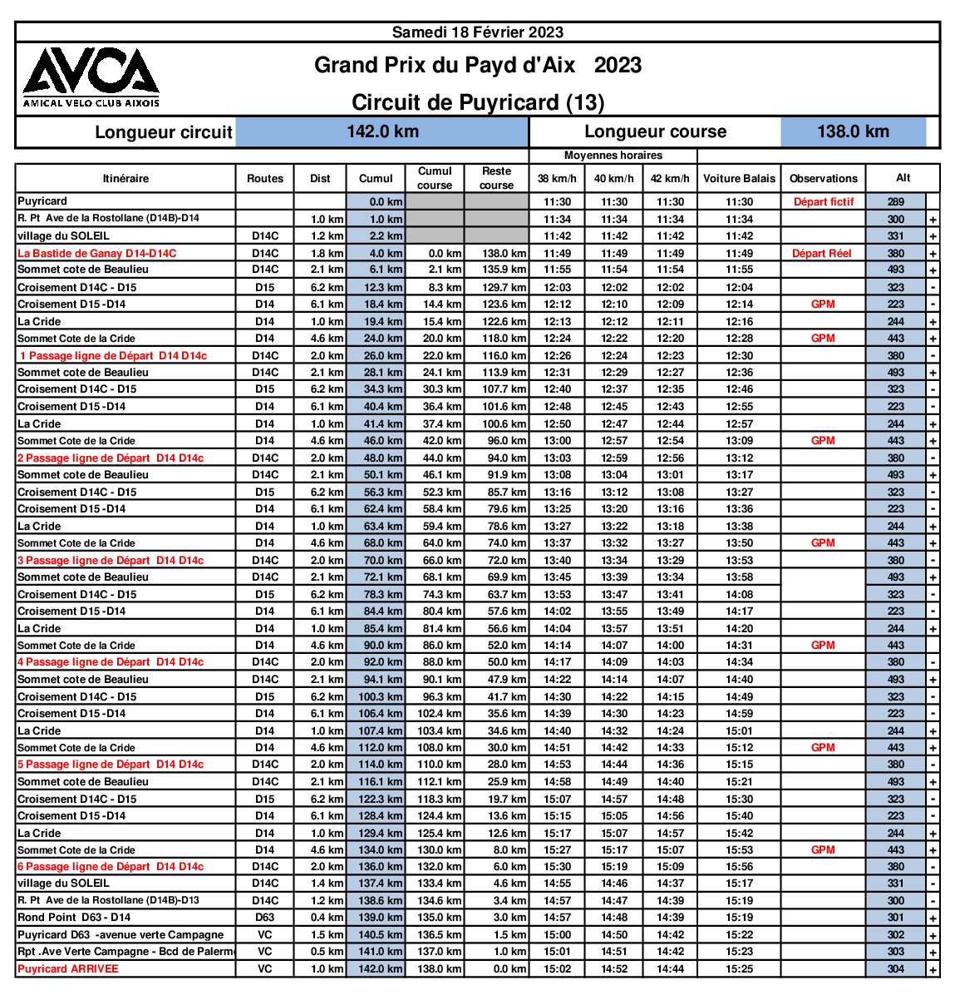 Samedi 18 Février 2023
AVCA
AMICAL VELO CLUB AIXOIS
Grand Prix du Payd d'Aix 2023
Circuit de Puyricard (13)
Longueur circuit 142.0 km Longueur course 138.0 km
Moyennes horaires
Itinéraire Routes Dist Cumul Cumul course Reste course 38 km/h 40 km/h 42 km/h Voiture Balais Observations Alt
Puyricard 0.0 km 11:30 11:30 11:30 11:30 Départ fictif 289
R. Pt Ave de la Rostollane (D14B)-D14 1.0 km 1.0 km 11:34 11:34 11:34 11:34 300 +
village du SOLEIL D14C 1.2 km 2.2 km 11:42 11:42 11:42 11:42 331 +
La Bastide de Ganay D14-D14C D14C 1.8 km 4.0 km 0.0 km 138.0 km 11:49 11:49 11:49 11:49 Départ Réel 380 +
Sommet cote de Beaulieu D14C 2.1 km 6.1 km 2.1 km 135.9 km 11:55 11:54 11:54 11:55 493 +
Croisement D14C - D15 D15 6.2 km 12.3 km 8.3 km 129.7 km 12:03 12:02 12:02 12:04 323 -
Croisement D15 -D14 D14 6.1 km 18.4 km 14.4 km 123.6 km 12:12 12:10 12:09 12:14 GPM 223 -
La Cride D14 1.0 km 19.4 km 15.4 km 122.6 km 12:13 12:12 12:11 12:16 244 +
Sommet Cote de la Cride D14 4.6 km 24.0 km 20.0 km 118.0 km 12:24 12:22 12:20 12:28 GPM 443 +
1 Passage ligne de Départ D14 D14c D14C 2.0 km 26.0 km 22.0 km 116.0 km 12:26 12:24 12:23 12:30 380 -
Sommet cote de Beaulieu D14C 2.1 km 28.1 km 24.1 km 113.9 km 12:31 12:29 12:27 12:36 493 +
Croisement D14C - D15 D15 6.2 km 34.3 km 30.3 km 107.7 km 12:40 12:37 12:35 12:46 323 -
Croisement D15 -D14 D14 6.1 km 40.4 km 36.4 km 101.6 km 12:48 12:45 12:43 12:55 223 -
La Cride D14 1.0 km 41.4 km 37.4 km 100.6 km 12:50 12:47 12:44 12:57 244 +
Sommet Cote de la Cride D14 4.6 km 46.0 km 42.0 km 96.0 km 13:00 12:57 12:54 13:09 GPM 443 +
2 Passage ligne de Départ D14 D14c D14C 2.0 km 48.0 km 44.0 km 94.0 km 13:03 12:59 12:56 13:12 380 -
Sommet cote de Beaulieu D14C 2.1 km 50.1 km 46.1 km 91.9 km 13:08 13:04 13:01 13:17 493 +
Croisement D14C - D15 D15 6.2 km 56.3 km 52.3 km 85.7 km 13:16 13:12 13:08 13:27 323 -
Croisement D15 -D14 D14 6.1 km 62.4 km 58.4 km 79.6 km 13:25 13:20 13:16 13:36 223 -
La Cride D14 1.0 km 63.4 km 59.4 km 78.6 km 13:27 13:22 13:18 13:38 244 +
Sommet Cote de la Cride D14 4.6 km 68.0 km 64.0 km 74.0 km 13:37 13:32 13:27 13:50 GPM 443 +
3 Passage ligne de Départ D14 D14c D14C 2.0 km 70.0 km 66.0 km 72.0 km 13:40 13:34 13:29 13:53 380 -
Sommet cote de Beaulieu D14C 2.1 km 72.1 km 68.1 km 69.9 km 13:45 13:39 13:34 13:58 493 +
Croisement D14C - D15 D15 6.2 km 78.3 km 74.3 km 63.7 km 13:53 13:47 13:41 14:08 323 -
Croisement D15 -D14 D14 6.1 km 84.4 km 80.4 km 57.6 km 14:02 13:55 13:49 14:17 223 -
La Cride D14 1.0 km 85.4 km 81.4 km 56.6 km 14:04 13:57 13:51 14:20 244 +
Sommet Cote de la Cride D14 4.6 km 90.0 km 86.0 km 52.0 km 14:14 14:07 14:00 14:31 GPM 443
4 Passage ligne de Départ D14 D14c D14C 2.0 km 92.0 km 88.0 km 50.0 km 14:17 14:09 14:03 14:34 380 -
Sommet cote de Beaulieu D14C 2.1 km 94.1 km 90.1 km 47.9 km 14:22 14:14 14:07 14:40 493 +
Croisement D14C - D15 D15 6.2 km 100.3 km 96.3 km 41.7 km 14:30 14:22 14:15 14:49 323 -
Croisement D15 -D14 D14 6.1 km 106.4 km 102.4 km 35.6 km 14:39 14:30 14:23 14:59 223 -
La Cride D14 1.0 km 107.4 km 103.4 km 34.6 km 14:40 14:32 14:24 15:01 244 +
Sommet Cote de la Cride D14 4.6 km 112.0 km 108.0 km 30.0 km 14:51 14:42 14:33 15:12 GPM 443 +
5 Passage ligne de Départ D14 D14c D14C 2.0 km 114.0 km 110.0 km 28.0 km 14:53 14:44 14:36 15:15 380 -
Sommet cote de Beaulieu D14C 2.1 km 116.1 km 112.1 km 25.9 km 14:58 14:49 14:40 15:21 493 +
Croisement D14C - D15 D15 6.2 km 122.3 km 118.3 km 19.7 km 15:07 14:57 14:48 15:30 323 -
Croisement D15 -D14 D14 6.1 km 128.4 km 124.4 km 13.6 km 15:15 15:05 14:56 15:40 223 -
La Cride D14 1.0 km 129.4 km 125.4 km 12.6 km 15:17 15:07 14:57 15:42 244 +
Sommet Cote de la Cride D14 4.6 km 134.0 km 130.0 km 8.0 km 15:27 15:17 15:07 15:53 GPM 443 +
6 Passage ligne de Départ D14 D14c D14C 2.0 km 136.0 km 132.0 km 6.0 km 15:30 15:19 15:09 15:56 380 -
village du SOLEIL D14C 1.4 km 137.4 km 133.4 km 4.6 km 14:55 14:46 14:37 15:17 331 -
R. Pt Ave de la Rostollane (D14B)-D13 D14C 1.2 km 138.6 km 134.6 km 3.4 km 14:57 14:47 14:39 15:19 300 -
Rond Point D63 - D14 D63 0.4 km 139.0 km 135.0 km 3.0 km 14:57 14:48 14:39 15:19 301 +
Puyricard D63 -avenue verte Campagne VC 1.5 km 140.5 km 136.5 km 1.5 km 15:00 14:50 14:42 15:22 302 +
Rpt .Ave Verte Campagne - Bcd de Palerme VC 0.5 km 141.0 km 137.0 km 1.0 km 15:01 14:51 14:42 15:23 303 +
Puyricard ARRIVEE VC 1.0 km 142.0 km 138.0 km 0.0 km 15:02 14:52 14:44 15:25 304 +